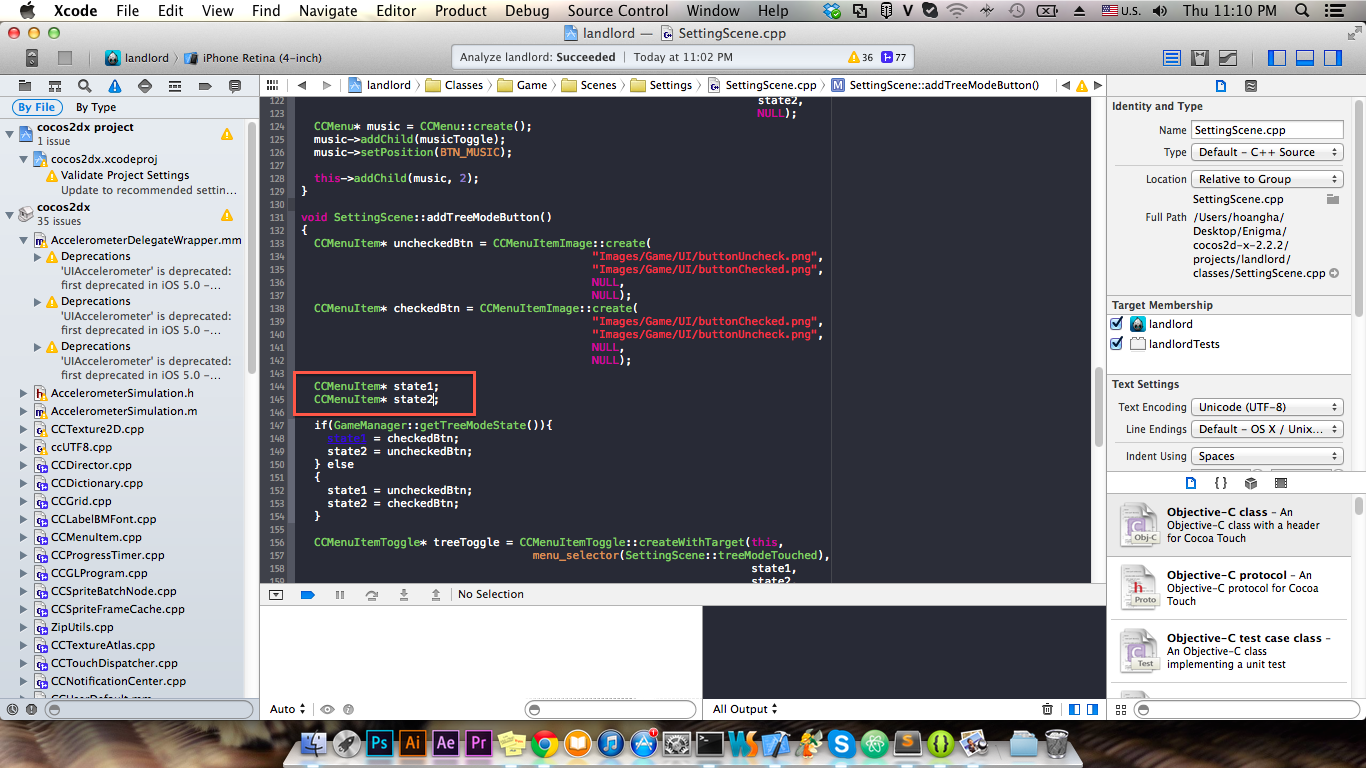 Xcode File Edit View Find Navigate Editor Product Debug Source Control Window Help U.S. Thu 11:10 PM
landlord — SettingScene.cpp
landlord iPhone Retina (4-inch) Analyze landlord: Succeeded Today at 11:02 PM 36 77
landlord Classes Game Scenes Settings SettingScene.cpp SettingScene::addTreeModeButton()
By File By Type
cocos2dx project
1 issue
cocos2dx.xcodeproj
Validate Project Settings
Update to recommended settin...
cocos2dx
35 issues
AccelerometerDelegateWrapper.mm
Deprecations
'UIAccelerometer' is deprecated:
first deprecated in iOS 5.0 -...
Deprecations
'UIAccelerometer' is deprecated:
first deprecated in iOS 5.0 -...
Deprecations
'UIAccelerometer' is deprecated:
first deprecated in iOS 5.0 -...
AccelerometerSimulation.h
AccelerometerSimulation.m
CCTexture2D.cpp
ccUTF8.cpp
CCDirector.cpp
CCDictionary.cpp
CCGrid.cpp
CCLabelBMFont.cpp
CCMenuItem.cpp
CCProgressTimer.cpp
CCGLProgram.cpp
CCSpriteBatchNode.cpp
CCSpriteFrameCache.cpp
ZipUtils.cpp
CCTextureAtlas.cpp
CCTouchDispatcher.cpp
CCNotificationCenter.cpp
CCUserDefault.mm
122 state2,
123 NULL);
124 CCMenu* music = CCMenu::create();
125 music->addChild(musicToggle);
126 music->setPosition(BTN_MUSIC);
127
128 this->addChild(music, 2);
129 }
130
131 void SettingScene::addTreeModeButton()
132 {
133 CCMenuItem* uncheckedBtn = CCMenuItemImage::create(
134 "Images/Game/UI/buttonUncheck.png",
135 "Images/Game/UI/buttonChecked.png",
136 NULL,
137 NULL);
138 CCMenuItem* checkedBtn = CCMenuItemImage::create(
139 "Images/Game/UI/buttonChecked.png",
140 "Images/Game/UI/buttonUncheck.png",
141 NULL,
142 NULL);
143
144 CCMenuItem* state1;
145 CCMenuItem* state2;
146
147 if(GameManager::getTreeModeState()){
148 state1 = checkedBtn;
149 state2 = uncheckedBtn;
150 } else
151 {
152 state1 = uncheckedBtn;
153 state2 = checkedBtn;
154 }
155
156 CCMenuItemToggle* treeToggle = CCMenuItemToggle::createWithTarget(this,
157 menu_selector(SettingScene::treeModeTouched),
158 state1,
159 state2,
No Selection
Auto
All Output
Identity and Type
Name SettingScene.cpp
Type Default - C++ Source
Location Relative to Group
SettingScene.cpp
Full Path /Users/hoangha/
Desktop/Enigma/
cocos2d-x-2.2.2/
projects/landlord/
classes/SettingScene.cpp
Target Membership
landlord
landlordTests
Text Settings
Text Encoding Unicode (UTF-8)
Line Endings Default - OS X / Unix...
Indent Using Spaces
Obj-C
Objective-C class - An
Objective-C class with a header
for Cocoa Touch
Proto
Objective-C protocol - An
Objective-C protocol for Cocoa
Touch
Test
Objective-C test case class -
An Objective-C class
implementing a unit test
Ps Ai Ae Pr 1 WS S S